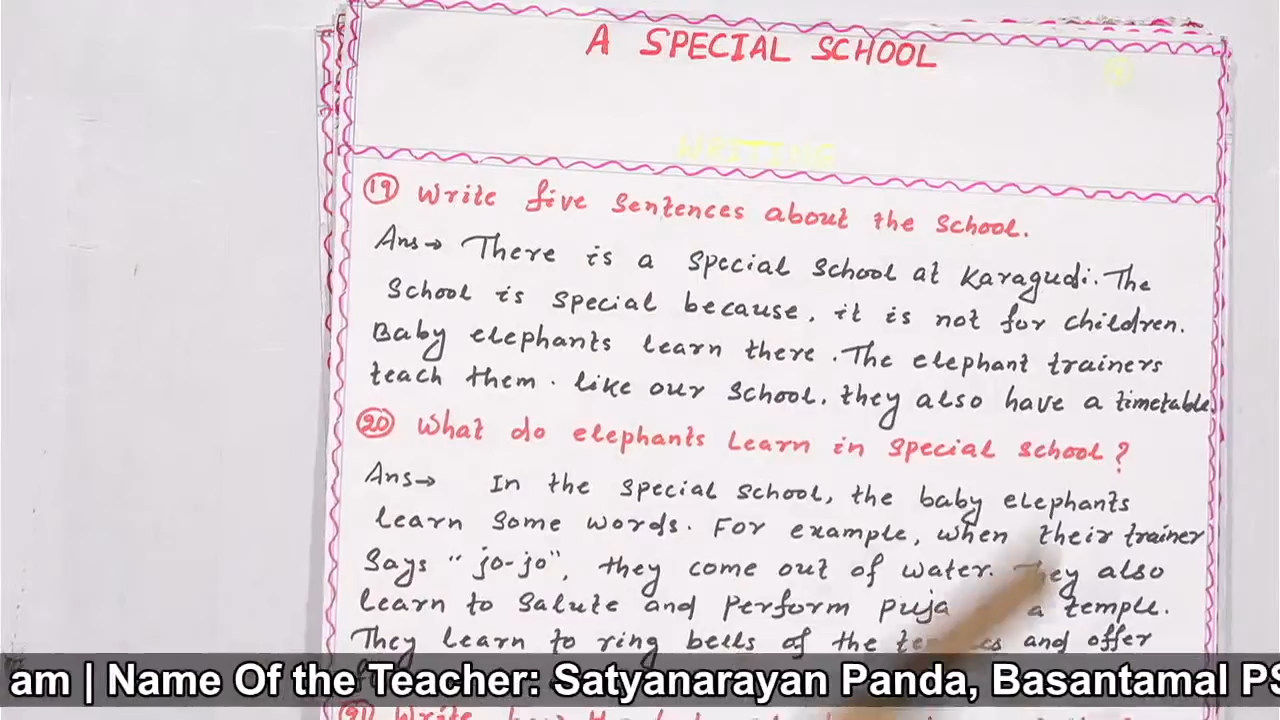 A SPECIAL SCHOOL
WRITING
19 Write five sentences about the school.
Ans→ There is a special school at Karagudi. The
school is special because, it is not for children.
Baby elephants learn there. The elephant trainers
teach them. like our school. they also have a timetable.
20 What do elephants learn in special school?
Ans→ In the special school, the baby elephants
learn some words. For example, when their trainer
says "jo-jo", they come out of water. They also
learn to salute and perform puja a temple.
They learn to ring bells of the and offer
am | Name Of the Teacher: Satyanarayan Panda, Basantamal PS
21 Write